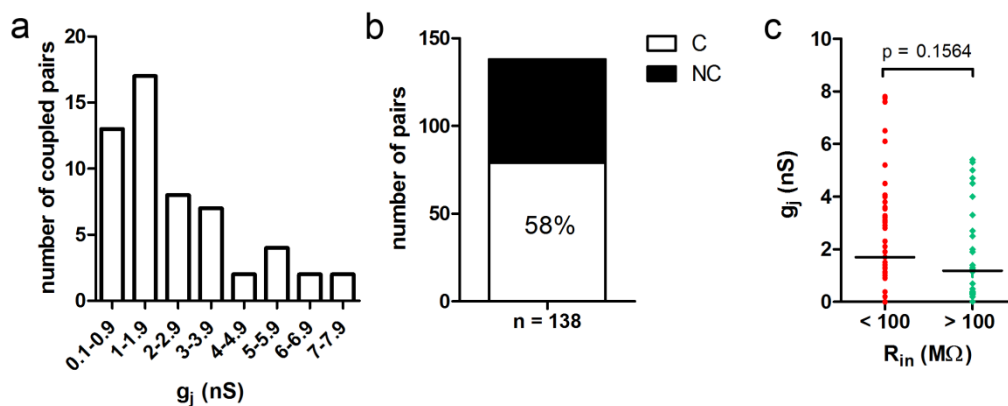 a
number of coupled pairs
20
15
10
5
0
0.1-0.9
1-1.9
2-2.9
3-3.9
4-4.9
5-5.9
6-6.9
7-7.9
gj (nS)
b
number of pairs
150
100
50
0
58%
n = 138
C
NC
c
gj (nS)
10
8
6
4
2
0
p = 0.1564
< 100
> 100
Rin (MΩ)